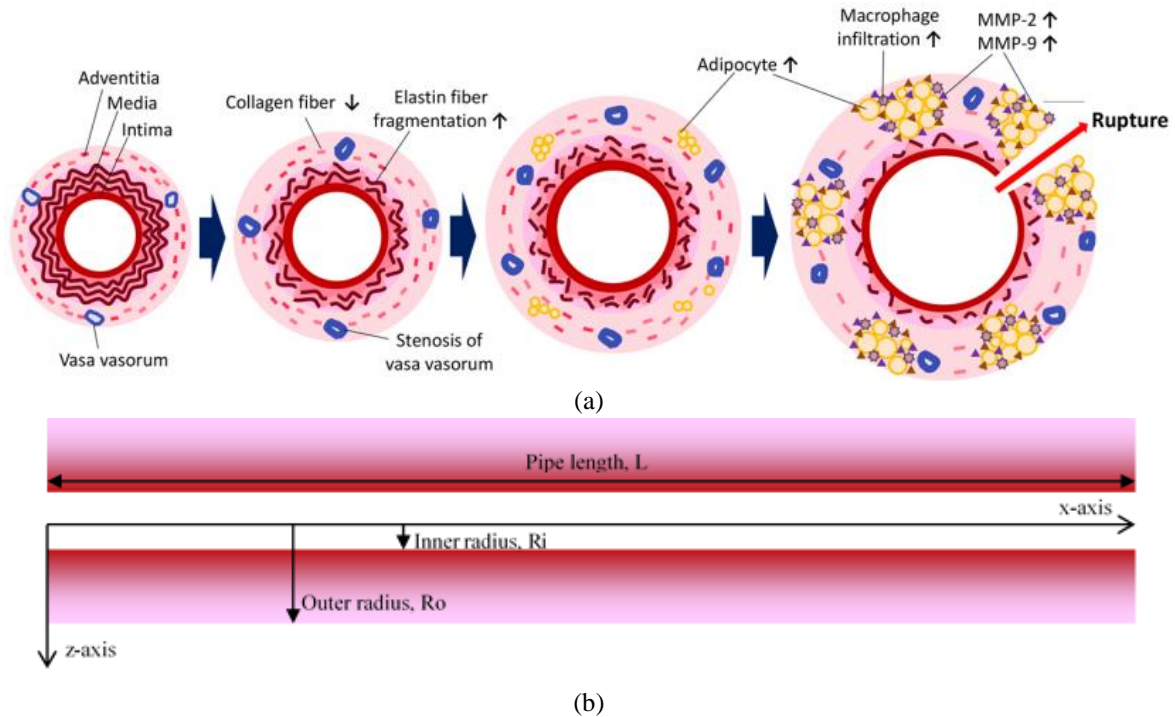 Adventitia
Media
Intima
Vasa vasorum
Collagen fiber ↓
Elastin fiber
fragmentation ↑
Stenosis of
vasa vasorum
Adipocyte ↑
Macrophage
infiltration ↑
MMP-2 ↑
MMP-9 ↑
Rupture
(a)
Pipe length, L
x-axis
Inner radius, Ri
Outer radius, Ro
z-axis
(b)